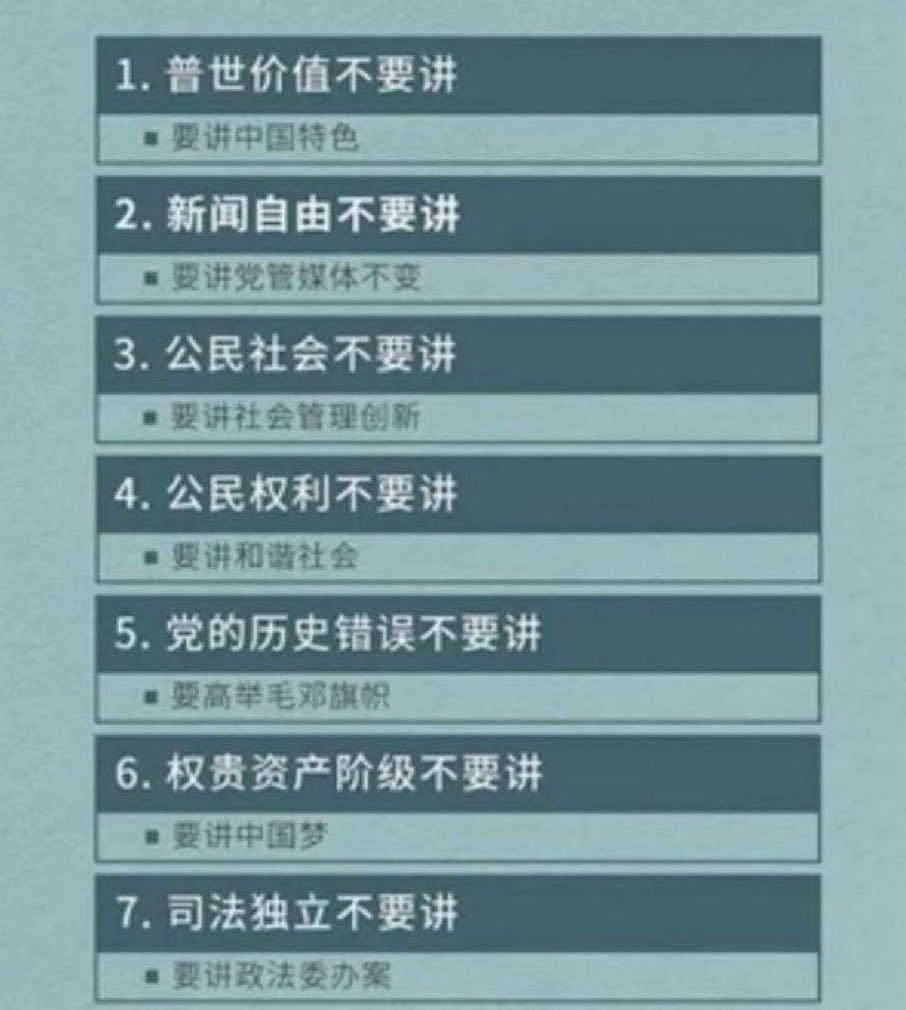 1. 普世价值不要讲
▪ 要讲中国特色
2. 新闻自由不要讲
▪ 要讲党管媒体不变
3. 公民社会不要讲
▪ 要讲社会管理创新
4. 公民权利不要讲
▪ 要讲和谐社会
5. 党的历史错误不要讲
▪ 要高举毛邓旗帜
6. 权贵资产阶级不要讲
▪ 要讲中国梦
7. 司法独立不要讲
▪ 要讲政法委办案